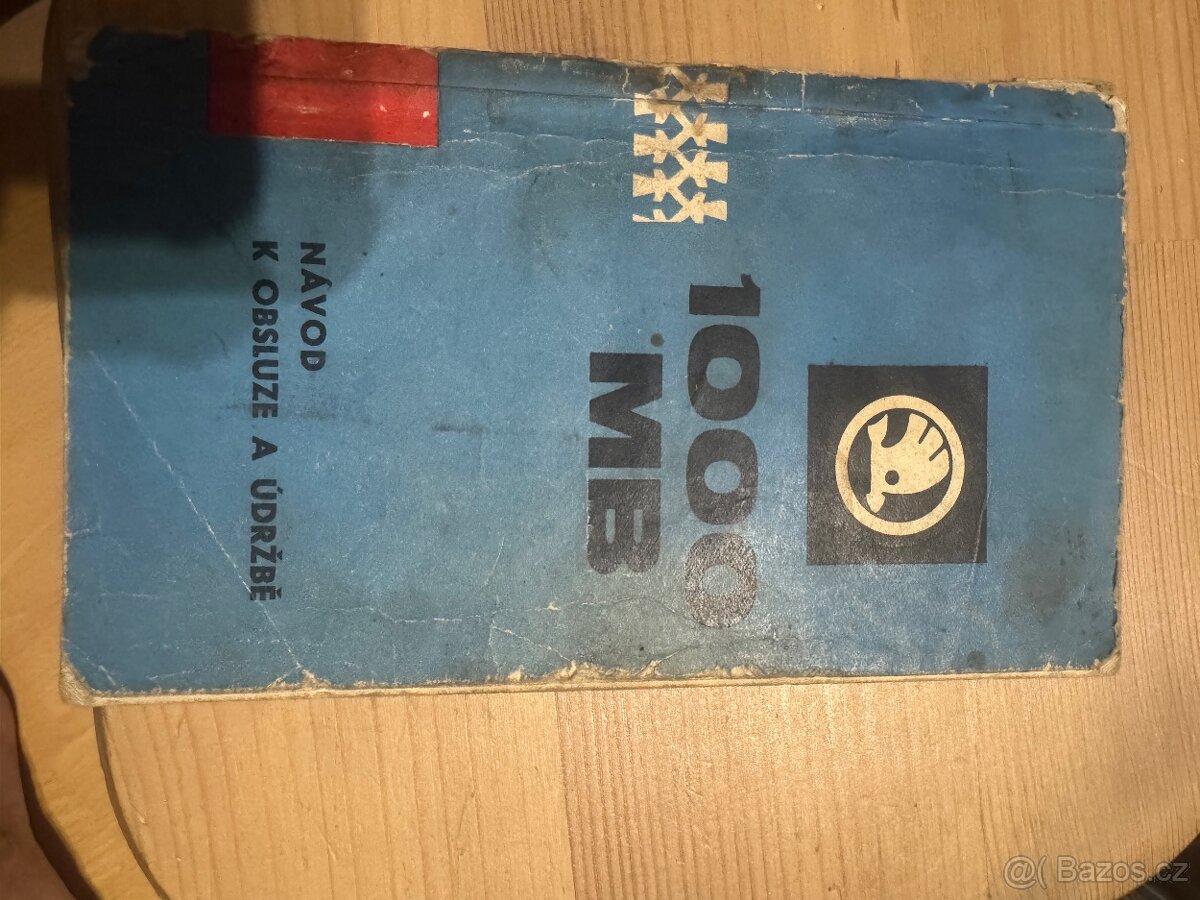 1000
MB
NÁVOD
K OBSLUZE A ÚDRŽBĚ
@( Bazos.cz